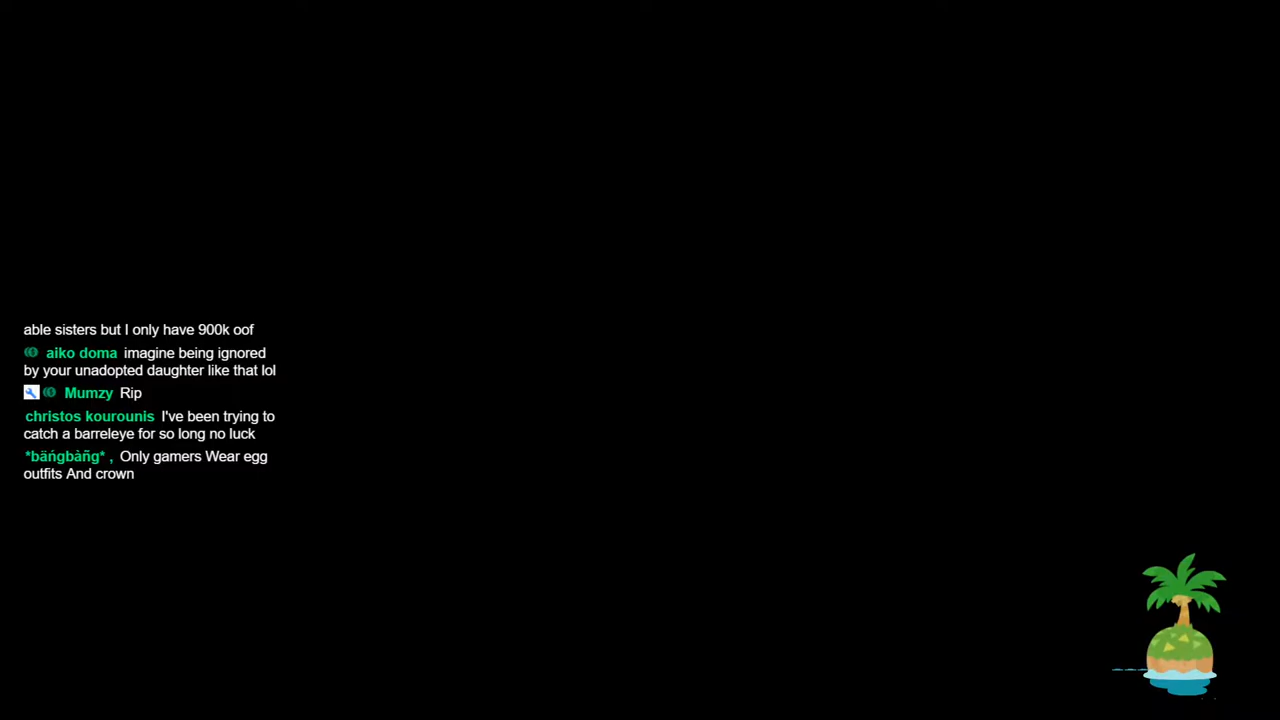 able sisters but I only have 900k oof
aiko doma imagine being ignored
by your unadopted daughter like that lol
Mumzy Rip
christos kourounis I've been trying to
catch a barreleye for so long no luck
*bäńgbàñg* , Only gamers Wear egg
outfits And crown